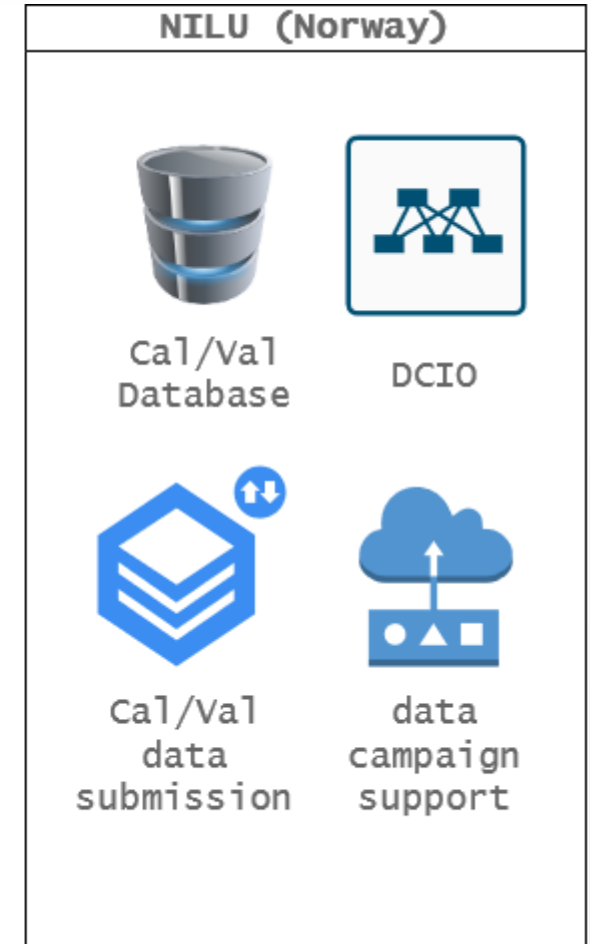 NILU (Norway)
Cal/Val
Database
DCIO
Cal/Val
data
submission
data
campaign
support